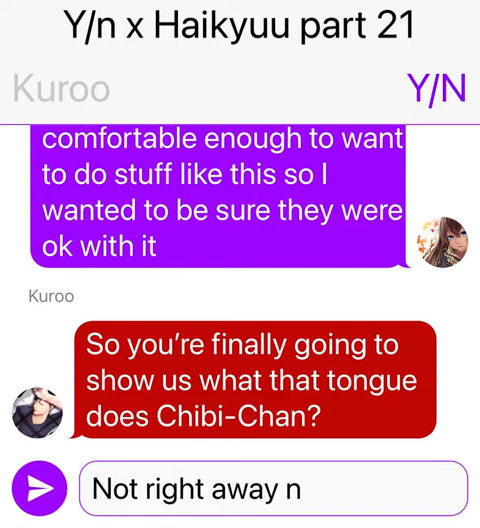 Y/n x Haikyuu part 21
Kuroo
Y/N
comfortable enough to want
to do stuff like this so I
wanted to be sure they were
ok with it
Kuroo
So you’re finally going to
show us what that tongue
does Chibi-Chan?
Not right away n